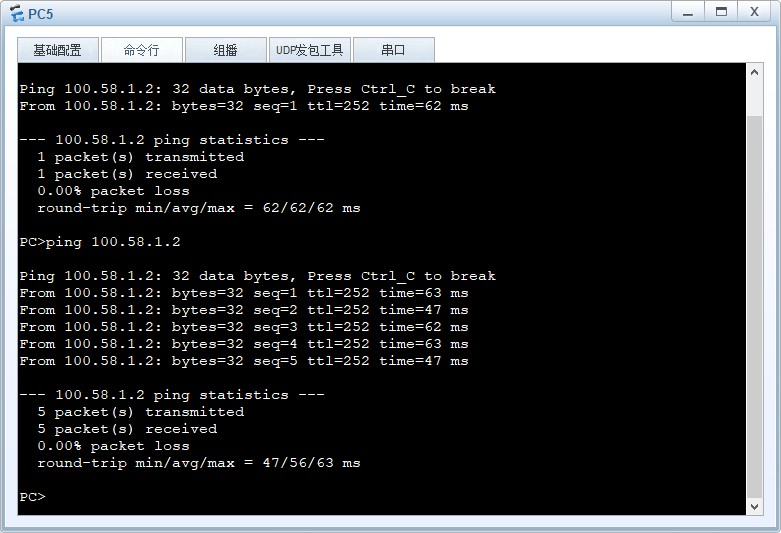 PC5
基础配置 命令行 组播 UDP发包工具 串口
Ping 100.58.1.2: 32 data bytes, Press Ctrl_C to break
From 100.58.1.2: bytes=32 seq=1 ttl=252 time=62 ms
--- 100.58.1.2 ping statistics ---
1 packet(s) transmitted
1 packet(s) received
0.00% packet loss
round-trip min/avg/max = 62/62/62 ms
PC>ping 100.58.1.2
Ping 100.58.1.2: 32 data bytes, Press Ctrl_C to break
From 100.58.1.2: bytes=32 seq=1 ttl=252 time=63 ms
From 100.58.1.2: bytes=32 seq=2 ttl=252 time=47 ms
From 100.58.1.2: bytes=32 seq=3 ttl=252 time=62 ms
From 100.58.1.2: bytes=32 seq=4 ttl=252 time=63 ms
From 100.58.1.2: bytes=32 seq=5 ttl=252 time=47 ms
--- 100.58.1.2 ping statistics ---
5 packet(s) transmitted
5 packet(s) received
0.00% packet loss
round-trip min/avg/max = 47/56/63 ms
PC>